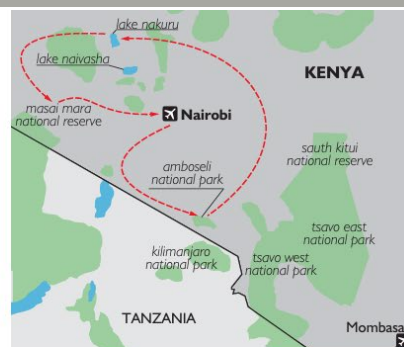 lake nakuru
lake naivasha
KENYA
masai mara
national reserve
Nairobi
amboseli
national park
sauth kitui
national reserve
tsavo east
national park
kilimanjaro
national park
tsavo west
national park
TANZANIA
Mombasa